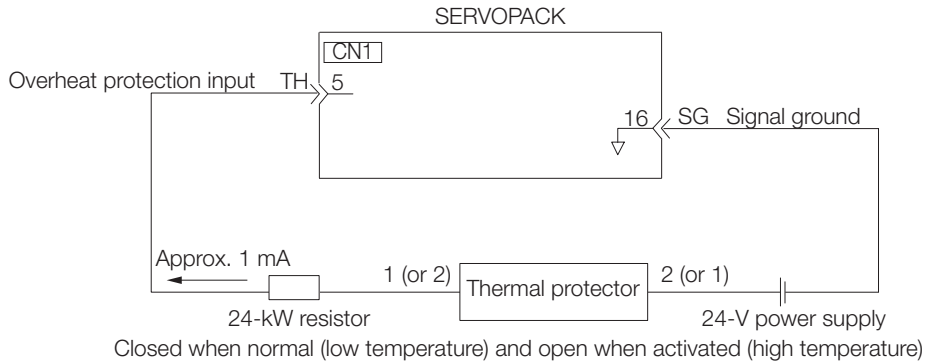 SERVOPACK
CN1
Overheat protection input TH 5
16 SG Signal ground
Approx. 1 mA
1 (or 2) Thermal protector 2 (or 1)
24-kW resistor 24-V power supply
Closed when normal (low temperature) and open when activated (high temperature)